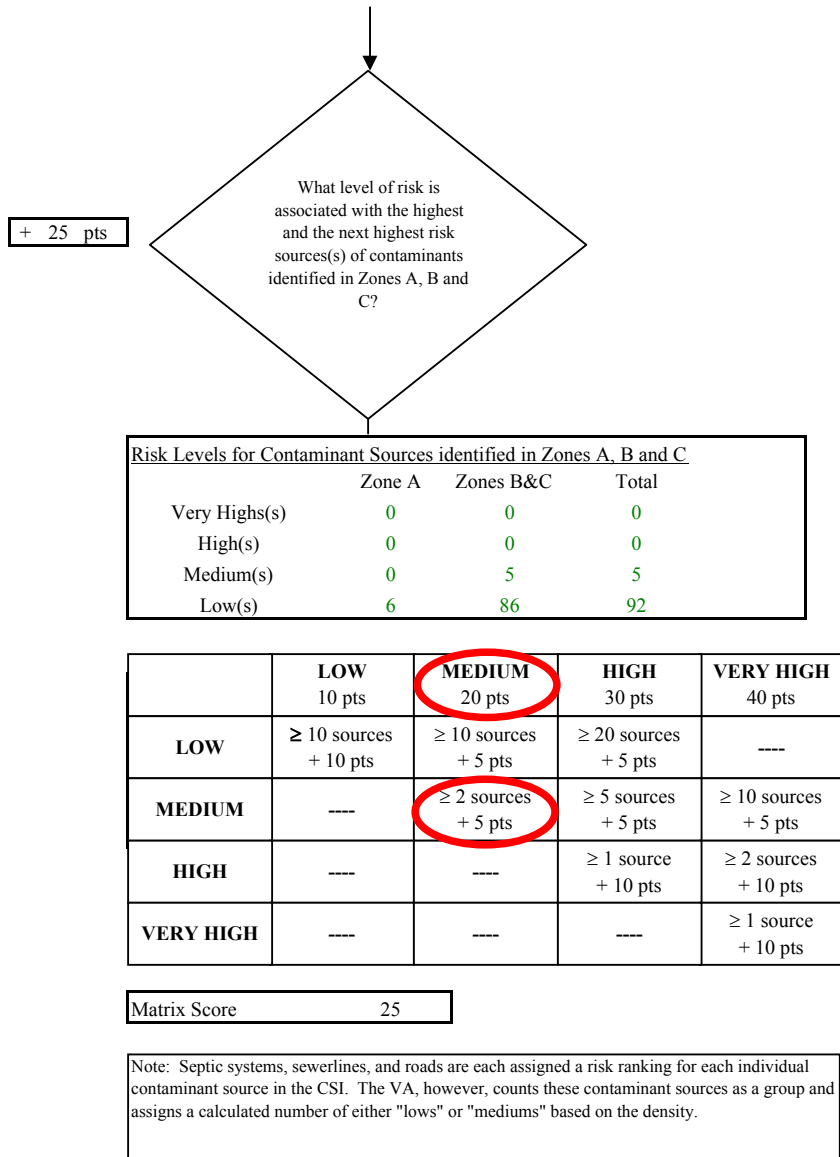 What level of risk is
associated with the highest
and the next highest risk
sources(s) of contaminants
identified in Zones A, B and
C?
+ 25 pts
Risk Levels for Contaminant Sources identified in Zones A, B and C
Zone A Zones B&C Total
Very Highs(s) 0 0 0
High(s) 0 0 0
Medium(s) 0 5 5
Low(s) 6 86 92
LOW MEDIUM HIGH VERY HIGH
10 pts 20 pts 30 pts 40 pts
LOW ≥ 10 sources + 10 pts ≥ 10 sources + 5 pts ≥ 20 sources + 5 pts ----
MEDIUM ---- ≥ 2 sources + 5 pts ≥ 5 sources + 5 pts ≥ 10 sources + 5 pts
HIGH ---- ---- ≥ 1 source + 10 pts ≥ 2 sources + 10 pts
VERY HIGH ---- ---- ---- ≥ 1 source + 10 pts
Matrix Score 25
Note: Septic systems, sewerlines, and roads are each assigned a risk ranking for each individual
contaminant source in the CSI. The VA, however, counts these contaminant sources as a group and
assigns a calculated number of either "lows" or "mediums" based on the density.